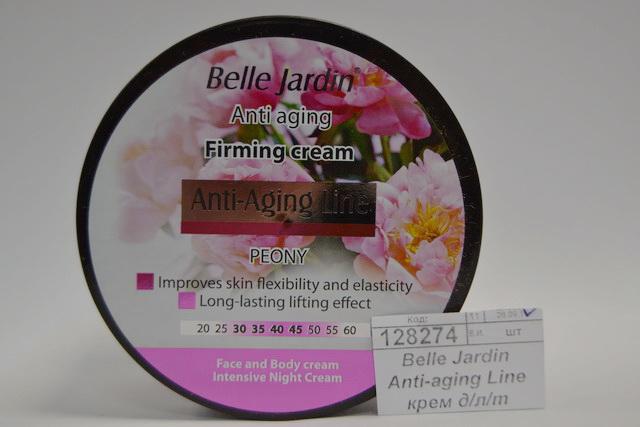 Belle Jardin®
Anti aging
Firming cream
Anti-Aging Line
PEONY
Improves skin flexibility and elasticity
Long-lasting lifting effect
20 25 30 35 40 45 50 55 60
Face and Body cream
Intensive Night Cream
Код:
128274 в.и. шт
Belle Jardin
Anti-aging Line
крем д/л/т